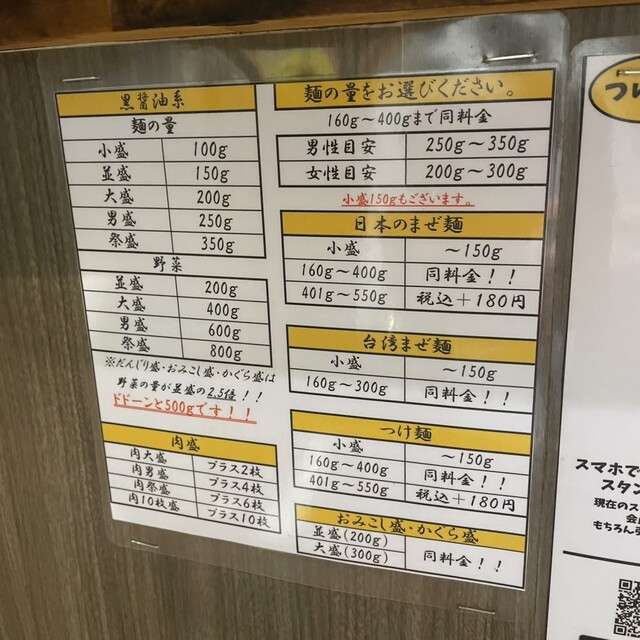 黒醤油系
麺の量
小盛 100g
並盛 150g
大盛 200g
男盛 250g
祭盛 350g
野菜
並盛 200g
大盛 400g
男盛 600g
祭盛 800g
※だんじり盛・おみこし盛・かぐら盛は
野菜の量が並盛の2.5倍！！
ドドーンと500gです！！
肉盛
肉大盛 プラス2枚
肉男盛 プラス4枚
肉祭盛 プラス6枚
肉10枚盛 プラス10枚
麺の量をお選びください。
160g～400gまで同料金
男性目安 250g～350g
女性目安 200g～300g
小盛150gもございます。
日本のまぜ麺
小盛 ～150g
160g～400g 同料金！！
401g～550g 税込＋180円
台湾まぜ麺
小盛 ～150g
160g～300g 同料金！！
つけ麺
小盛 ～150g
160g～400g 同料金！！
401g～550g 税込＋180円
おみこし盛・かぐら盛
並盛(200g) 同料金！！
大盛(300g)
つけ
スマホで
スタン
現在のス
会
もちろん